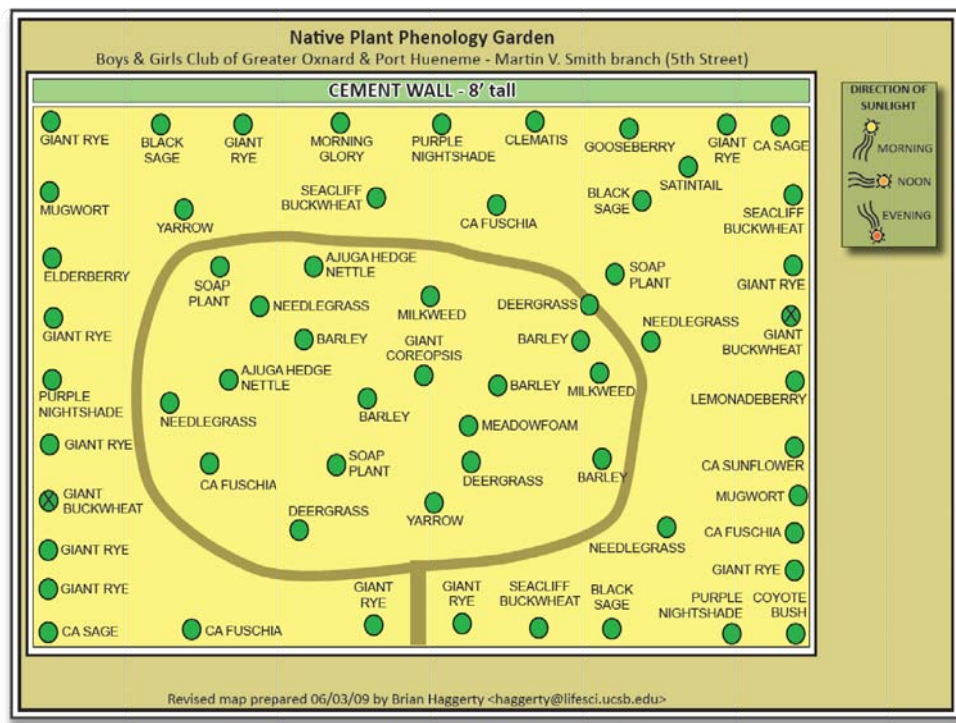 Native Plant Phenology Garden
Boys & Girls Club of Greater Oxnard & Port Hueneme - Martin V. Smith branch (5th Street)
CEMENT WALL - 8' tall
DIRECTION OF
SUNLIGHT
MORNING
NOON
EVENING
GIANT RYE
BLACK
SAGE
GIANT
RYE
MORNING
GLORY
PURPLE
NIGHTSHADE
CLEMATIS
GOOSEBERRY
GIANT
RYE
CA SAGE
SATINTAIL
MUGWORT
YARROW
SEACLIFF
BUCKWHEAT
CA FUSCHIA
BLACK
SAGE
SEACLIFF
BUCKWHEAT
ELDERBERRY
SOAP
PLANT
AJUGA HEDGE
NETTLE
SOAP
PLANT
GIANT RYE
NEEDLEGRASS
MILKWEED
DEERGRASS
NEEDLEGRASS
GIANT RYE
BARLEY
GIANT
COREOPSIS
BARLEY
GIANT
BUCKWHEAT
PURPLE
NIGHTSHADE
AJUGA HEDGE
NETTLE
BARLEY
MILKWEED
LEMONADEBERRY
NEEDLEGRASS
BARLEY
MEADOWFOAM
GIANT RYE
CA FUSCHIA
SOAP
PLANT
DEERGRASS
BARLEY
CA SUNFLOWER
GIANT
BUCKWHEAT
DEERGRASS
YARROW
MUGWORT
NEEDLEGRASS
CA FUSCHIA
GIANT RYE
GIANT RYE
GIANT RYE
GIANT
RYE
GIANT
RYE
SEACLIFF
BUCKWHEAT
BLACK
SAGE
PURPLE
NIGHTSHADE
COYOTE
BUSH
CA SAGE
CA FUSCHIA
Revised map prepared 06/03/09 by Brian Haggerty <haggerty@lifesci.ucsb.edu>